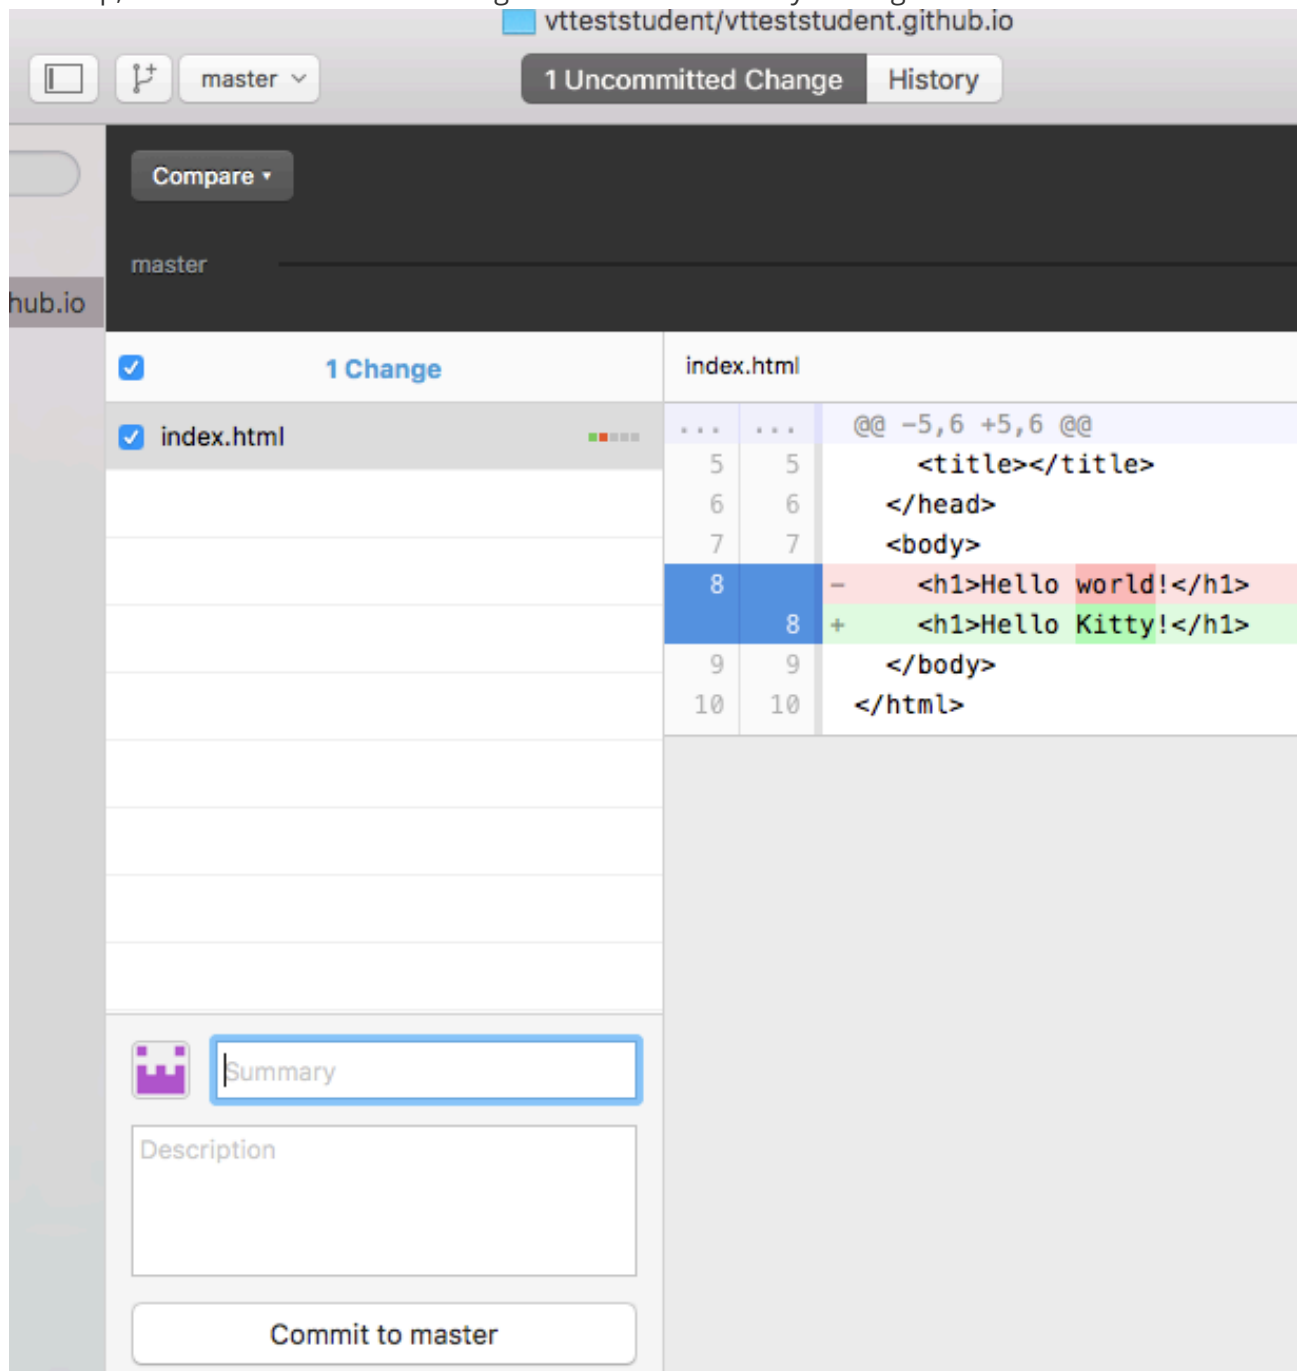 vtteststudent/vtteststudent.github.io
master
1 Uncommitted Change
History
Compare
master
hub.io
1 Change
index.html
index.html
... ... @@ -5,6 +5,6 @@
5 5 <title></title>
6 6 </head>
7 7 <body>
8 - <h1>Hello world!</h1>
8 + <h1>Hello Kitty!</h1>
9 9 </body>
10 10 </html>
Summary
Description
Commit to master